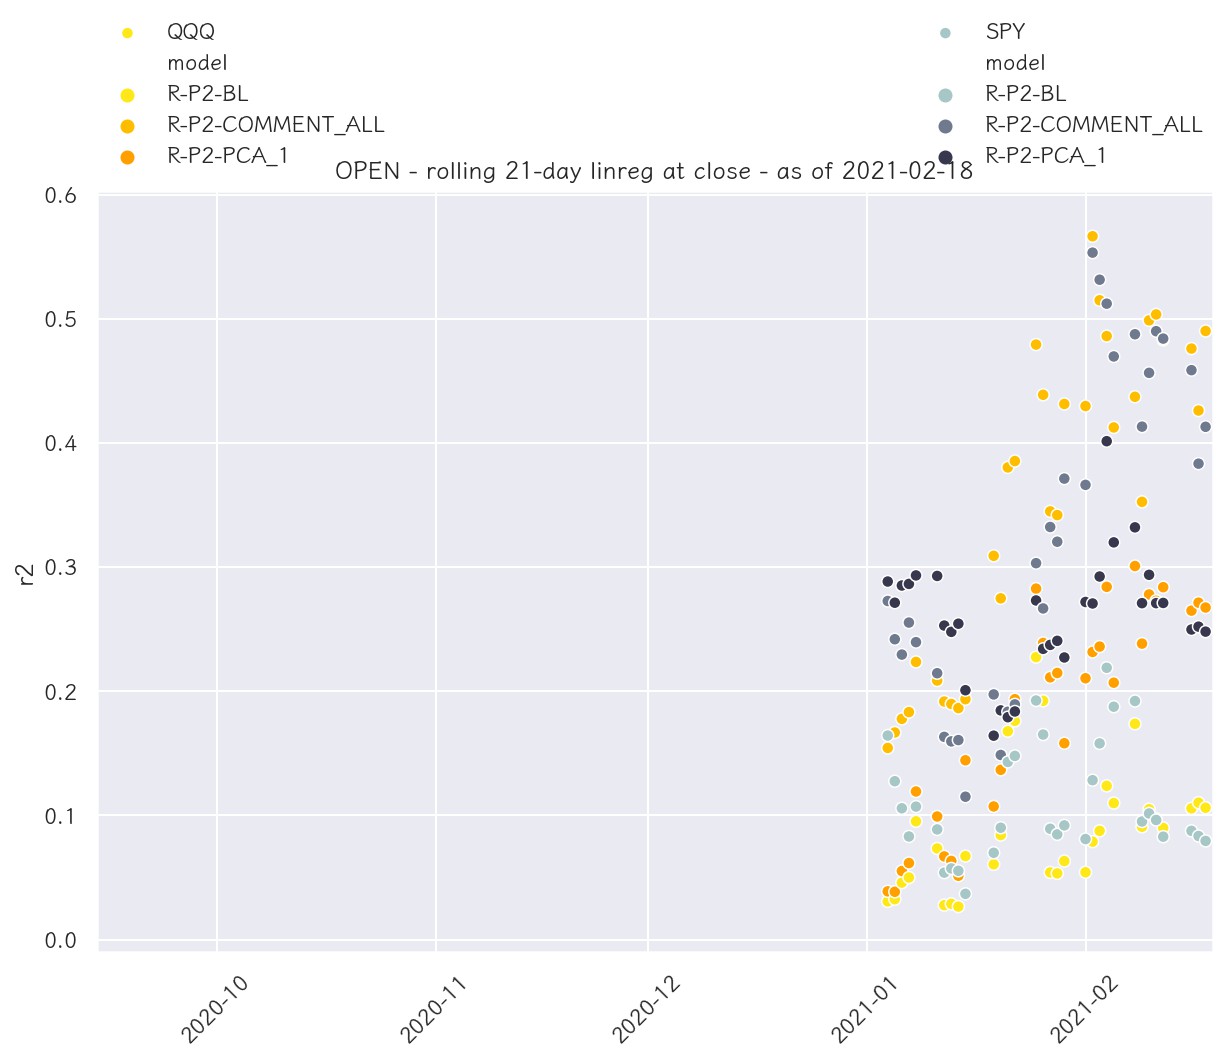 QQQ
model
R-P2-BL
R-P2-COMMENT_ALL
R-P2-PCA_1
SPY
model
R-P2-BL
R-P2-COMMENT_ALL
R-P2-PCA_1
OPEN - rolling 21-day linreg at close - as of 2021-02-18
0.6
0.5
0.4
0.3
0.2
0.1
0.0
r2
2020-10
2020-11
2020-12
2021-01
2021-02